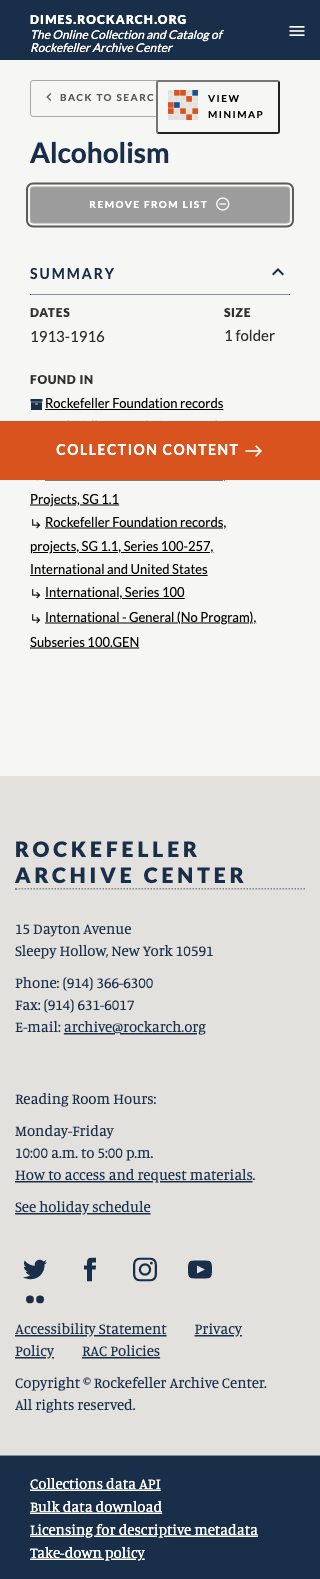 DIMES.ROCKARCH.ORG
The Online Collection and Catalog of
Rockefeller Archive Center
BACK TO SEARC
VIEW
MINIMAP
Alcoholism
REMOVE FROM LIST
SUMMARY
DATES
1913-1916
SIZE
1 folder
FOUND IN
Rockefeller Foundation records
COLLECTION CONTENT
Projects, SG 1.1
Rockefeller Foundation records,
projects, SG 1.1, Series 100-257,
International and United States
International, Series 100
International - General (No Program),
Subseries 100.GEN
ROCKEFELLER
ARCHIVE CENTER
15 Dayton Avenue
Sleepy Hollow, New York 10591
Phone: (914) 366-6300
Fax: (914) 631-6017
E-mail: archive@rockarch.org
Reading Room Hours:
Monday-Friday
10:00 a.m. to 5:00 p.m.
How to access and request materials.
See holiday schedule
Accessibility Statement Privacy
Policy RAC Policies
Copyright © Rockefeller Archive Center.
All rights reserved.
Collections data API
Bulk data download
Licensing for descriptive metadata
Take-down policy